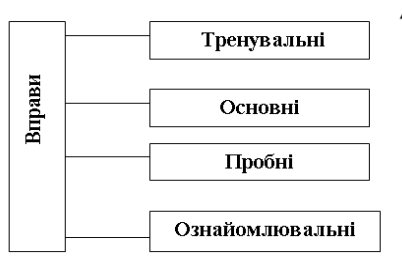 Вправи
Тренувальні
Основні
Пробні
Ознайомлювальні